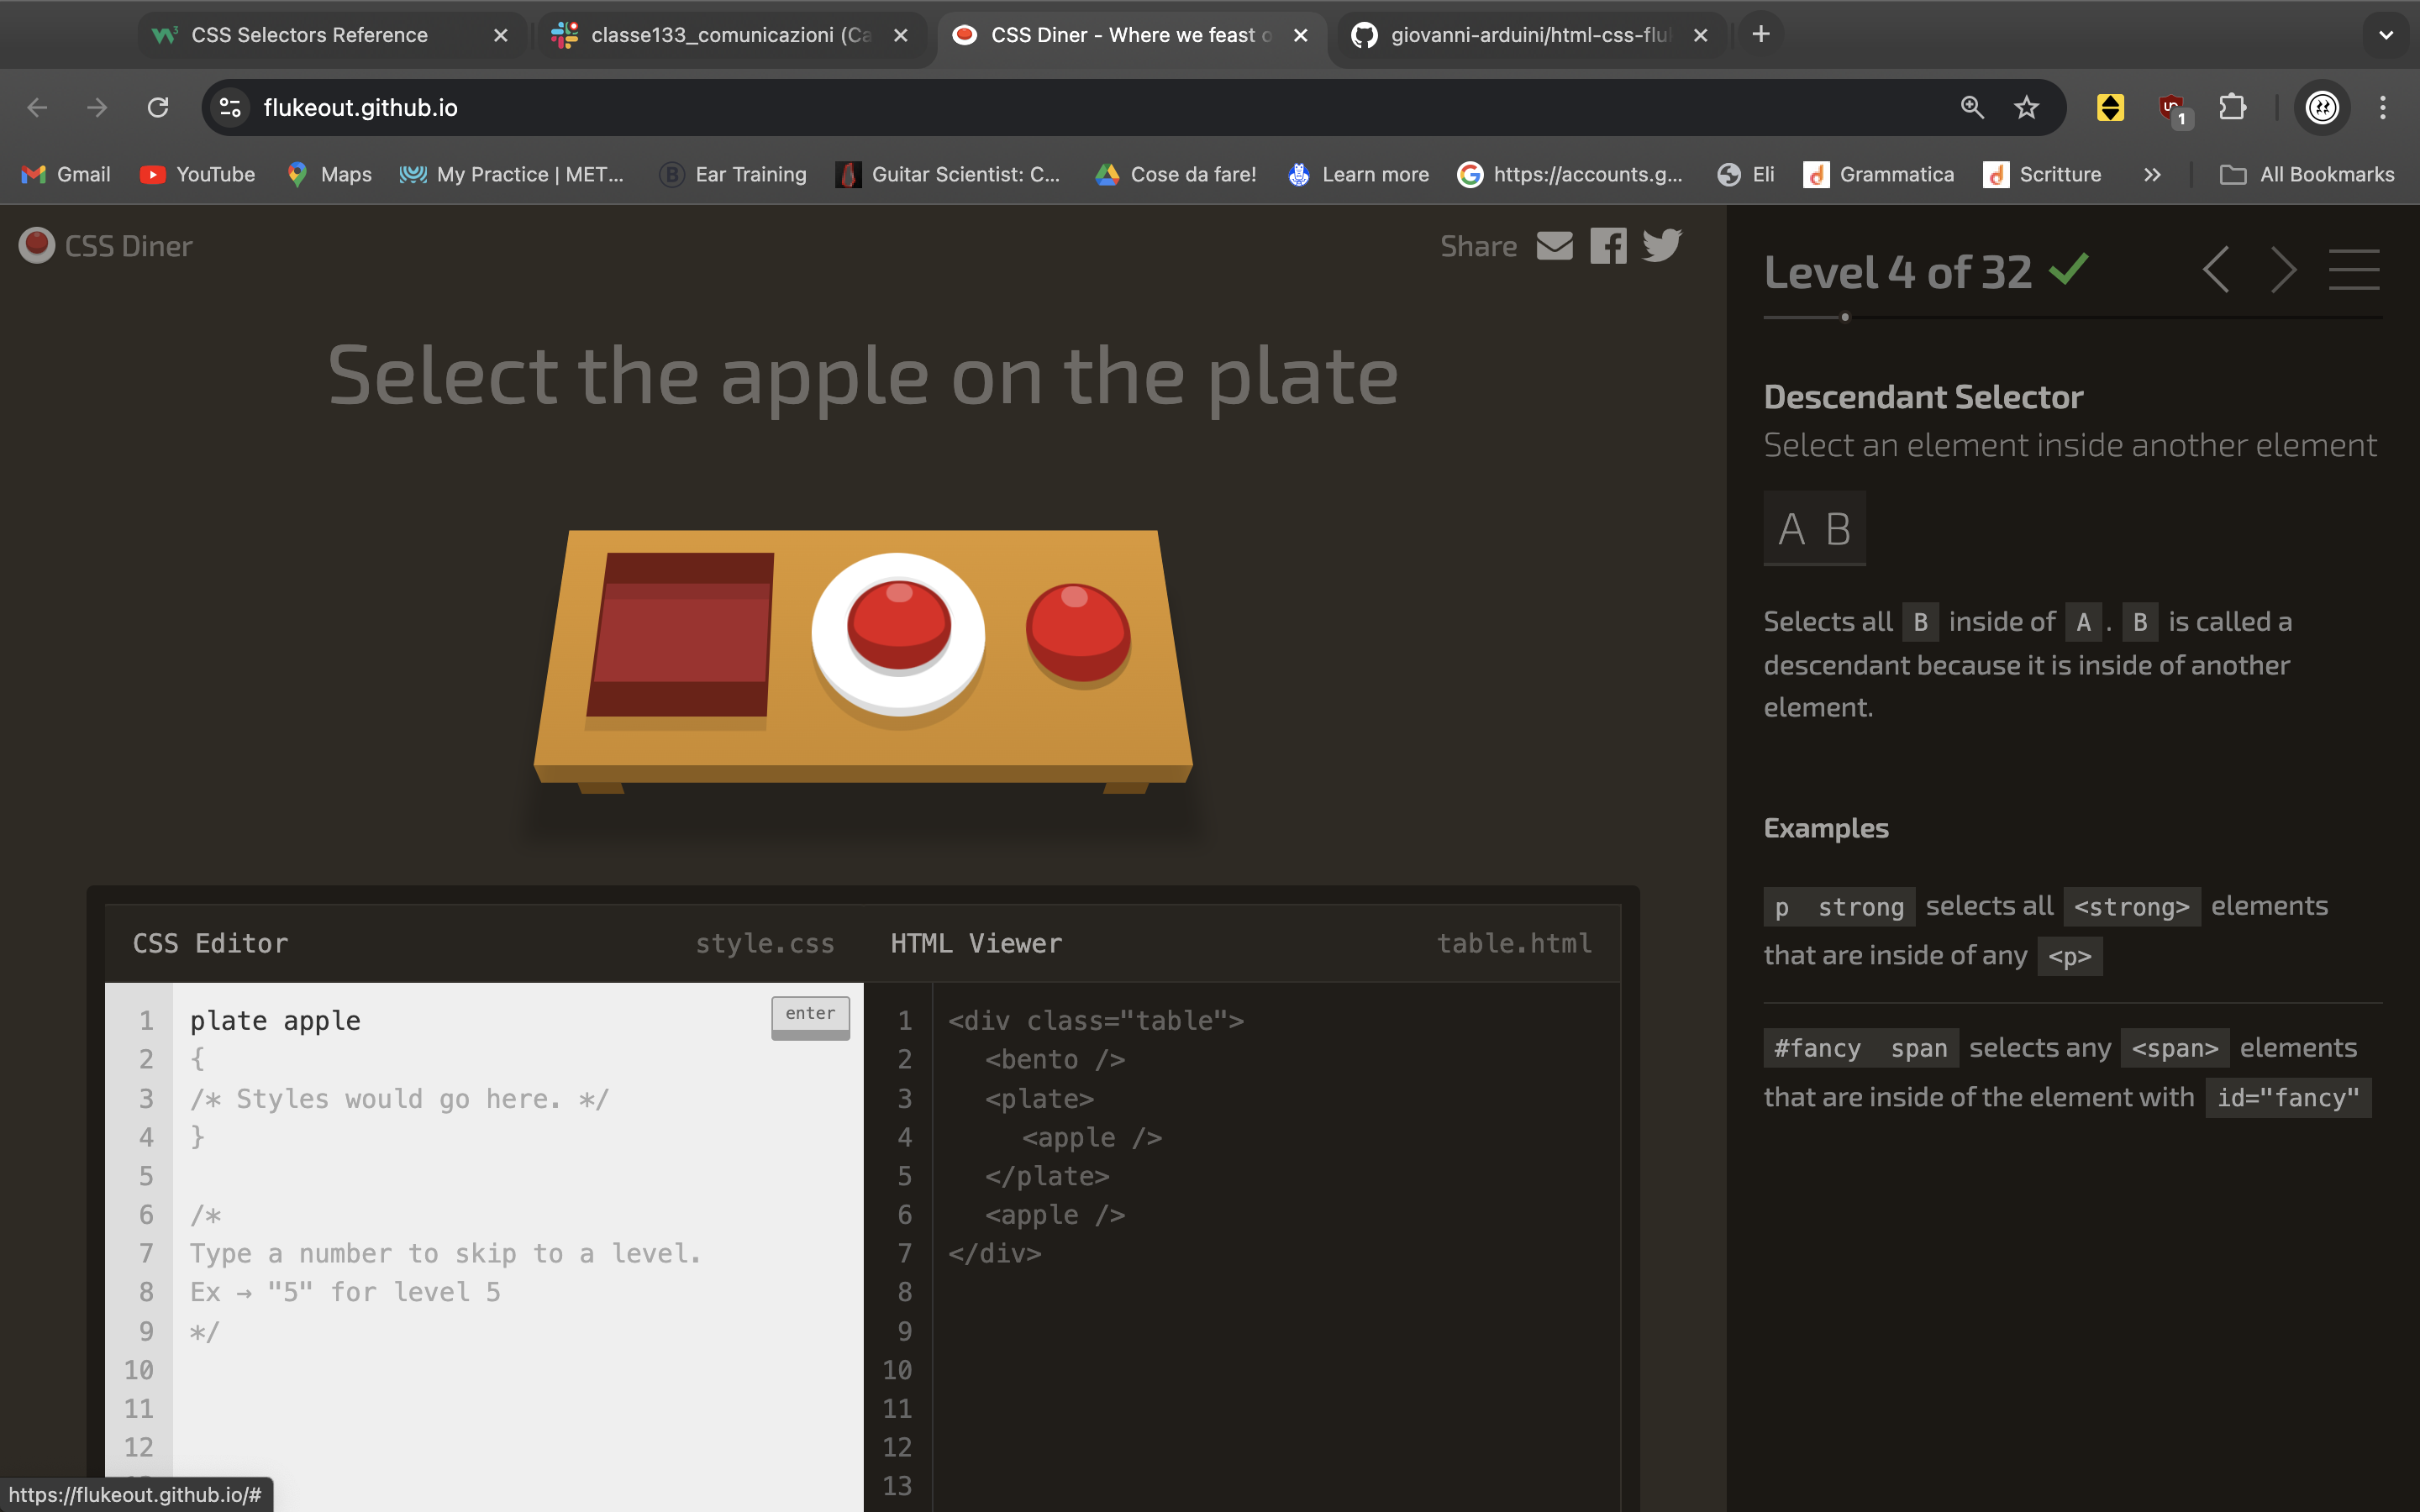 CSS Selectors Reference
classe133_comunicazioni (Ca
CSS Diner - Where we feast o
giovanni-arduini/html-css-flu
flukeout.github.io
1
Gmail
YouTube
Maps
My Practice | MET...
Ear Training
Guitar Scientist: C...
Cose da fare!
Learn more
https://accounts.g...
Eli
Grammatica
Scritture
All Bookmarks
CSS Diner
Share
Select the apple on the plate
CSS Editor
style.css
1 plate apple
2 {
3 /* Styles would go here. */
4 }
5
6 /*
7 Type a number to skip to a level.
8 Ex → "5" for level 5
9 */
10
11
12
enter
HTML Viewer
table.html
1 <div class="table">
2 <bento />
3 <plate>
4 <apple />
5 </plate>
6 <apple />
7 </div>
8
9
10
11
12
13
Level 4 of 32
Descendant Selector
Select an element inside another element
A B
Selects all B inside of A . B is called a
descendant because it is inside of another
element.
Examples
p strong selects all <strong> elements
that are inside of any <p>
#fancy span selects any <span> elements
that are inside of the element with id="fancy"
https://flukeout.github.io/#